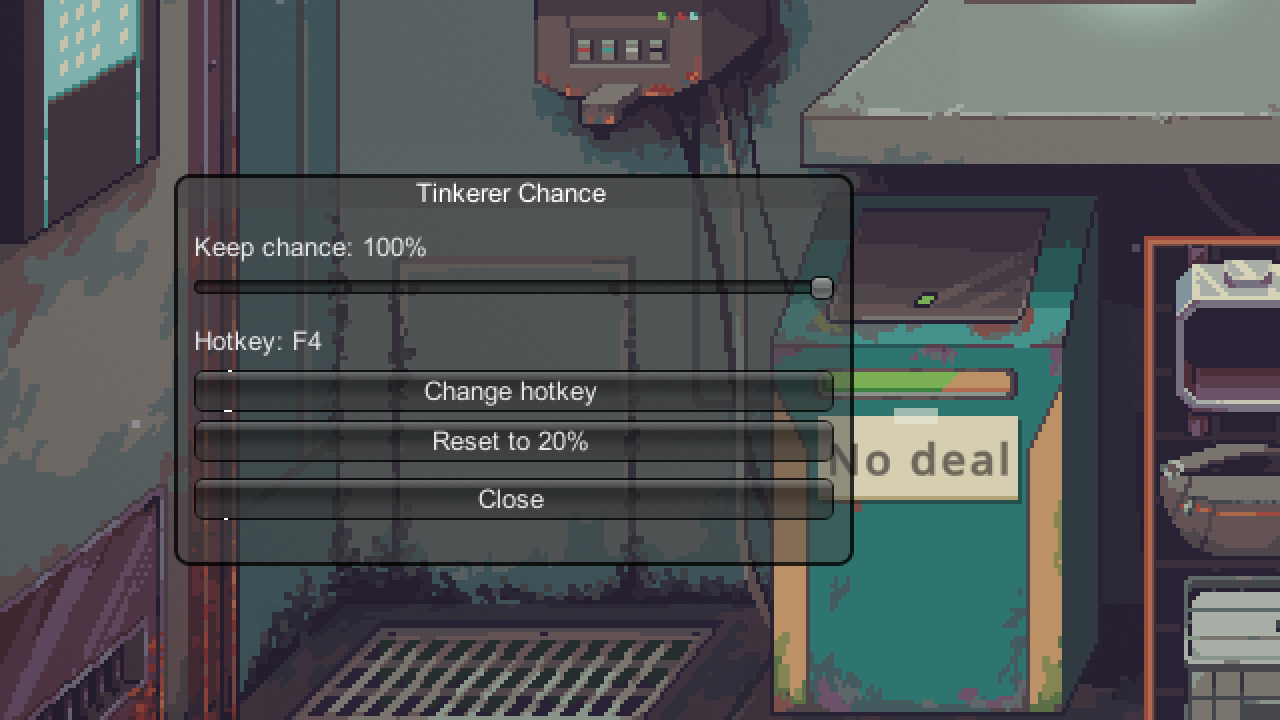 Tinkerer Chance
Keep chance: 100%
Hotkey: F4
Change hotkey
Reset to 20%
No deal
Close